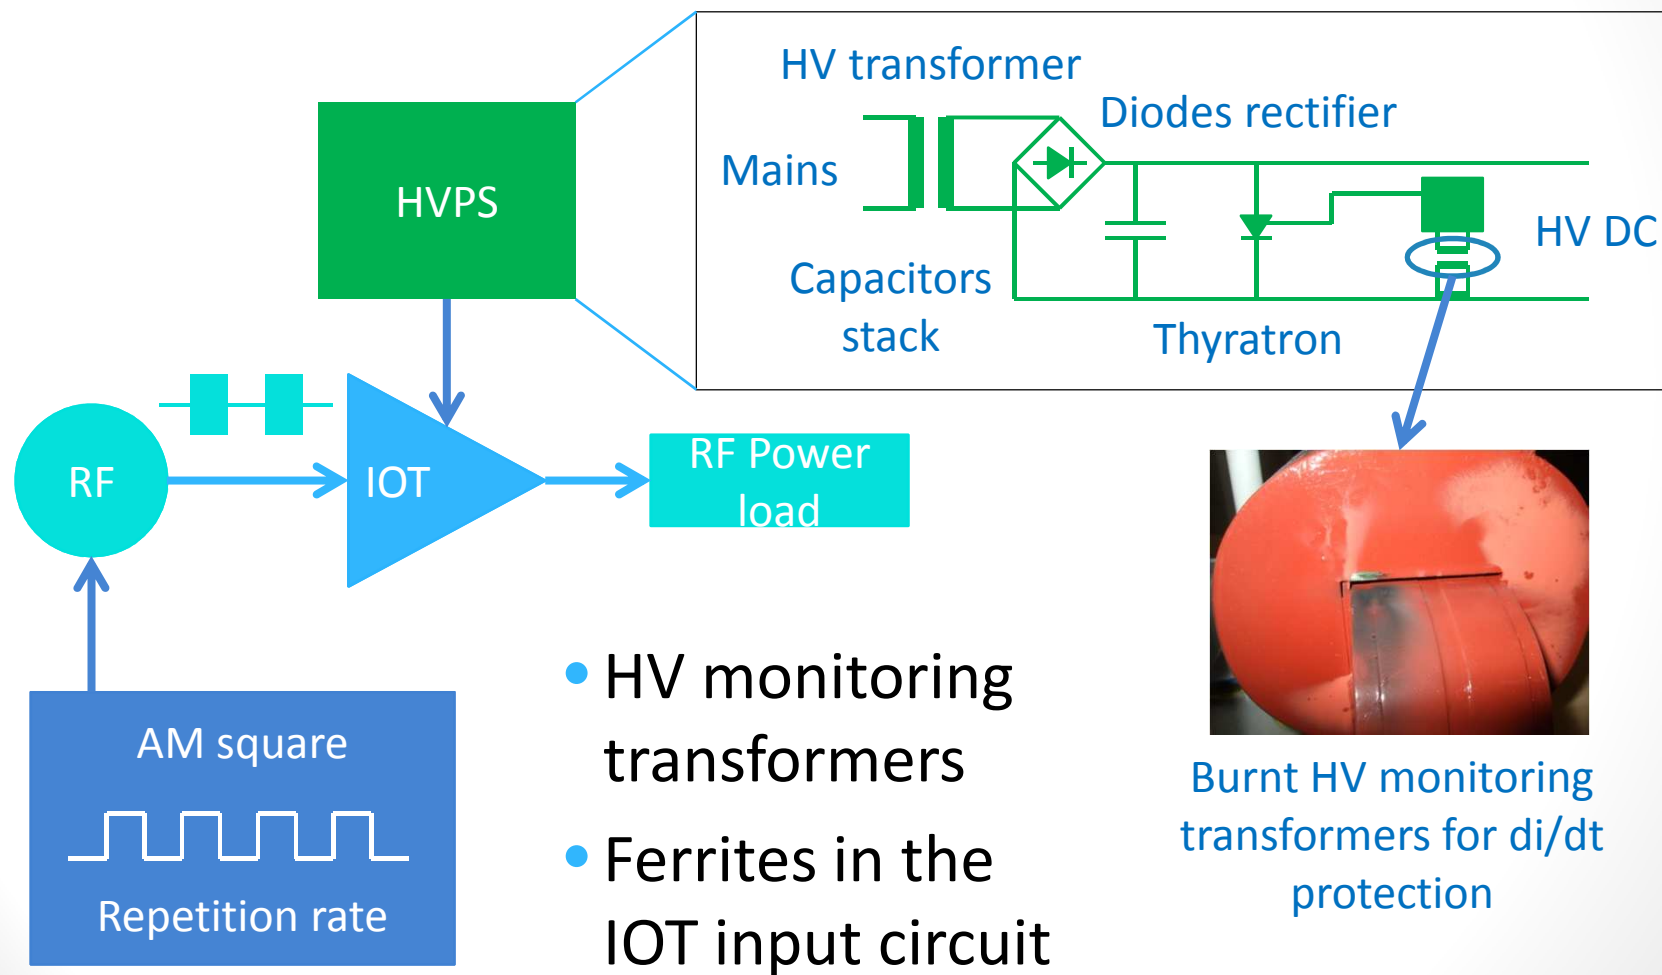 HV transformer
Diodes rectifier
Mains
HVPS
HV DC
Capacitors
stack
Thyratron
RF
IOT
RF Power
load
AM square
Repetition rate
• HV monitoring
transformers
• Ferrites in the
IOT input circuit
Burnt HV monitoring
transformers for di/dt
protection